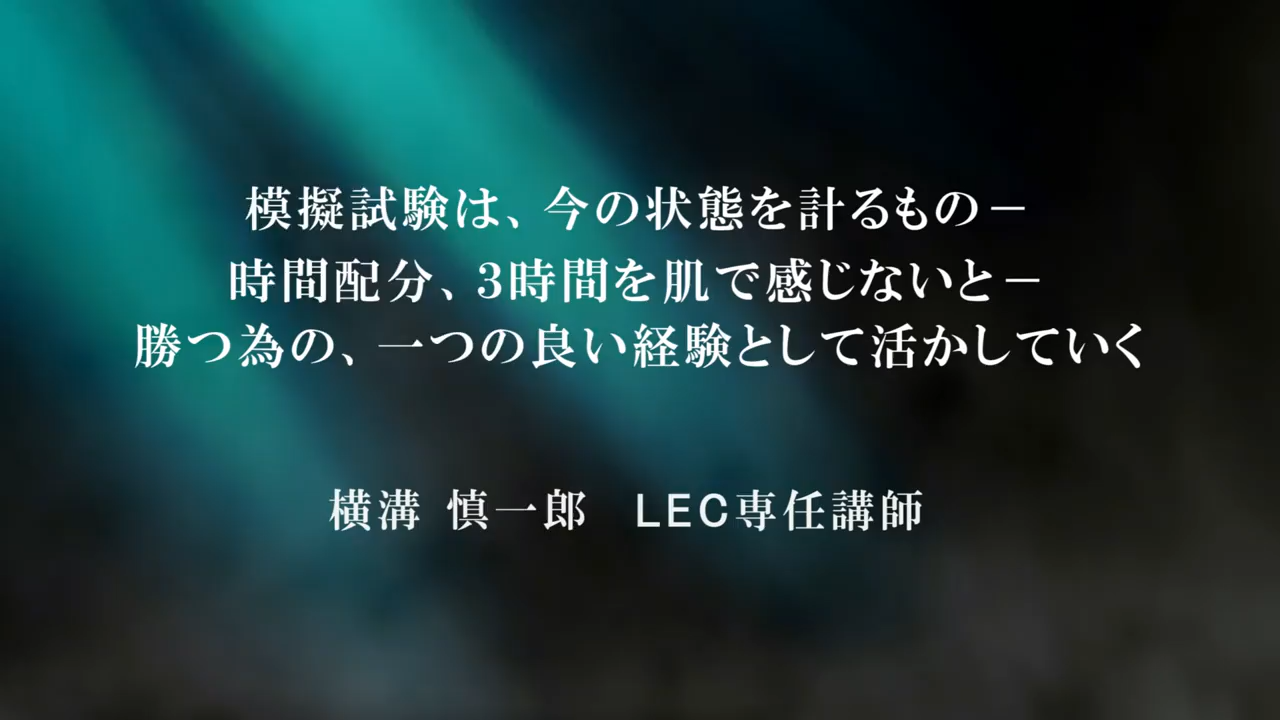 模擬試験は、今の状態を計るもの－
時間配分、3時間を肌で感じないと－
勝つ為の、一つの良い経験として活かしていく
横溝 慎一郎　LEC専任講師